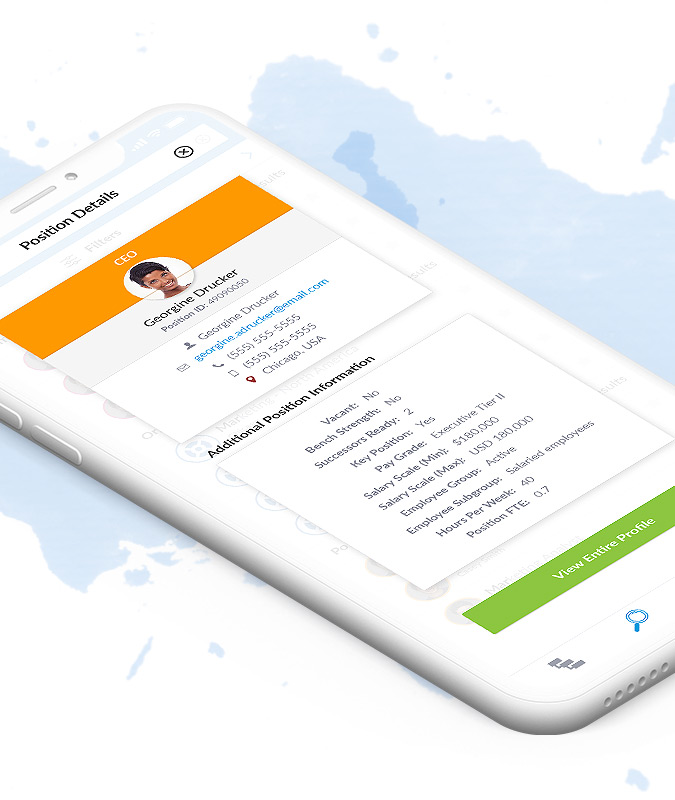 Position Details
Filters
CEO
Georgine Drucker
Position ID: 49090050
Georgine Drucker
georgine.adrucker@email.com
(555) 555-5555
(555) 555-5555
Chicago, USA
Additional Position Information
Vacant: No
Bench Strength: No
Successors Ready: 2
Key Position: Yes
Pay Grade: Executive Tier II
Salary Scale (Min): $180,000
Salary Scale (Max): USD 180,000
Employee Group: Active
Employee Subgroup: Salaried employees
Hours Per Week: 40
Position FTE: 0.7
View Entire Profile